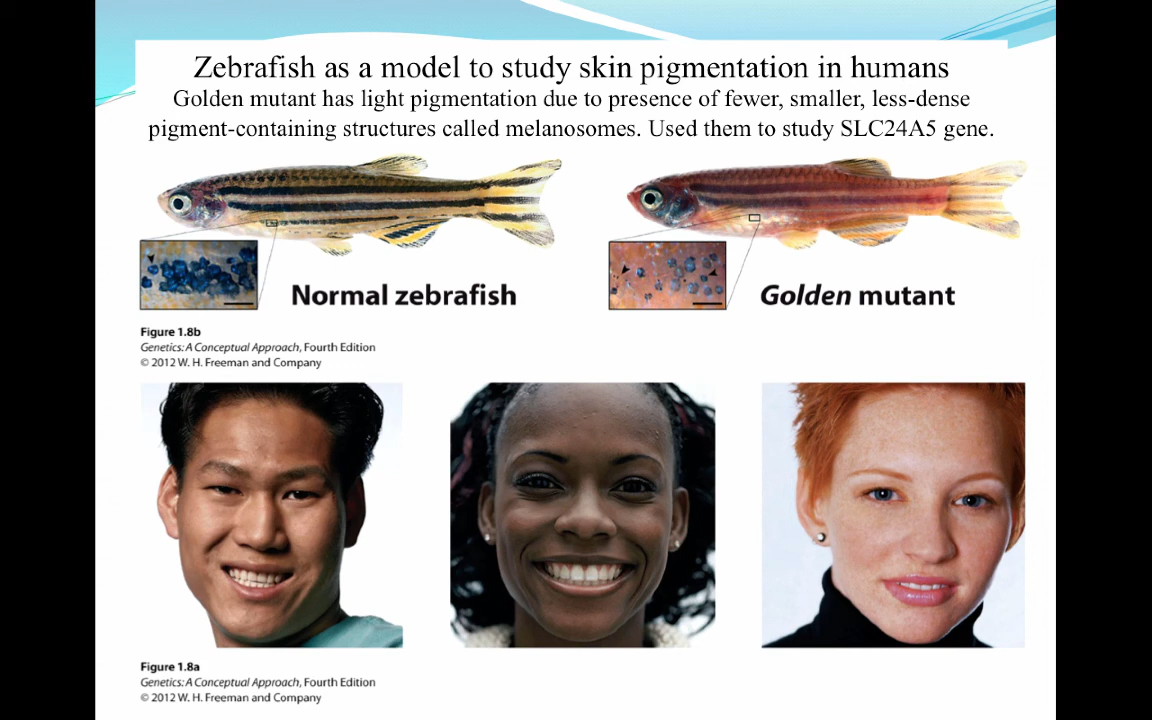 Zebrafish as a model to study skin pigmentation in humans
Golden mutant has light pigmentation due to presence of fewer, smaller, less-dense
pigment-containing structures called melanosomes. Used them to study SLC24A5 gene.
Normal zebrafish
Golden mutant
Figure 1.8b
Genetics: A Conceptual Approach, Fourth Edition
© 2012 W. H. Freeman and Company
Figure 1.8a
Genetics: A Conceptual Approach, Fourth Edition
© 2012 W. H. Freeman and Company